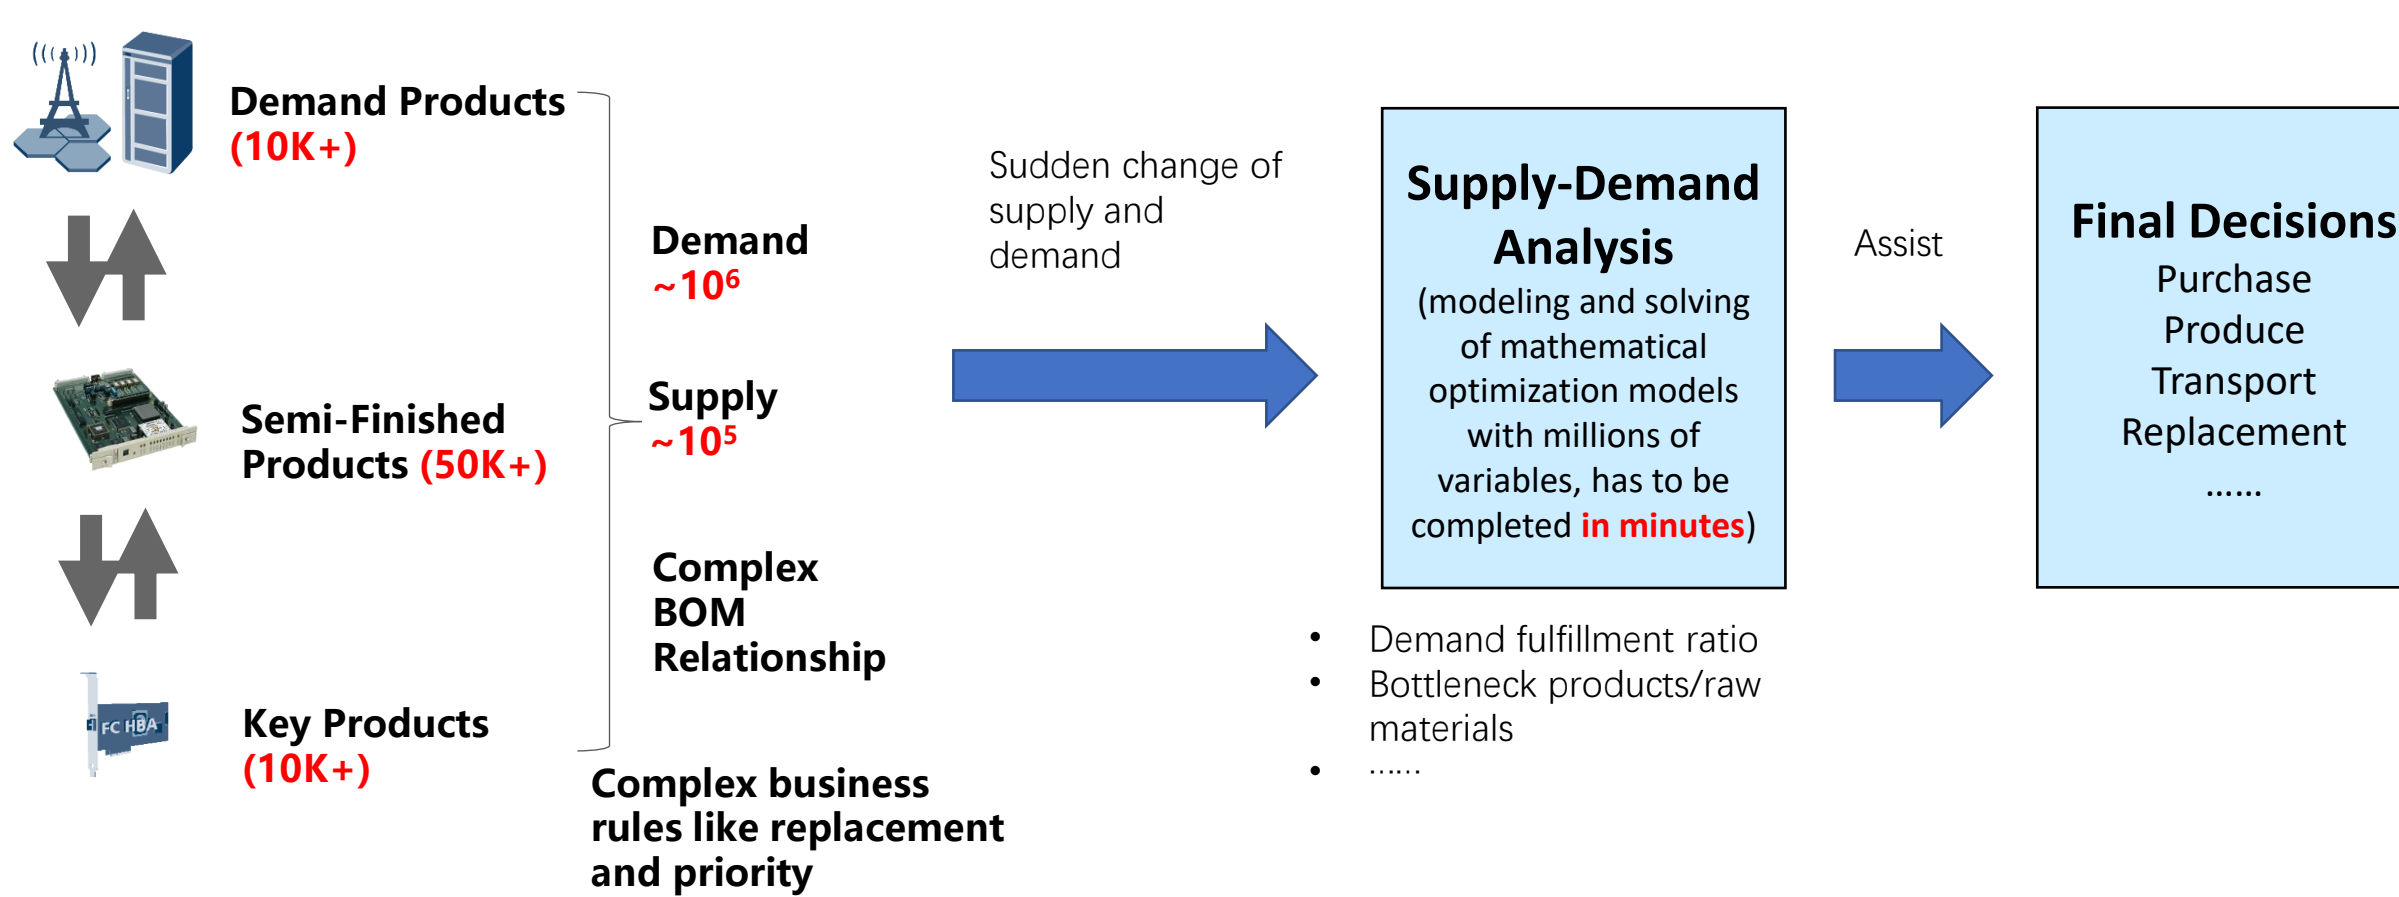 Demand Products
(10K+)
Semi-Finished
Products (50K+)
FC HBA
Key Products
(10K+)
Demand
~10⁶
Supply
~10⁵
Complex
BOM
Relationship
Complex business
rules like replacement
and priority
Sudden change of
supply and
demand
Supply-Demand
Analysis
(modeling and solving
of mathematical
optimization models
with millions of
variables, has to be
completed in minutes)
• Demand fulfillment ratio
• Bottleneck products/raw
materials
• ......
Assist
Final Decisions
Purchase
Produce
Transport
Replacement
......